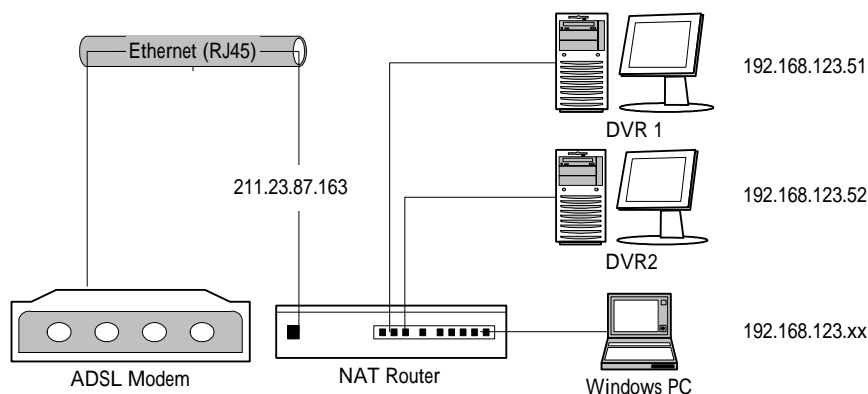 Ethernet (RJ45)
192.168.123.51
DVR 1
211.23.87.163
192.168.123.52
DVR2
192.168.123.xx
ADSL Modem
NAT Router
Windows PC